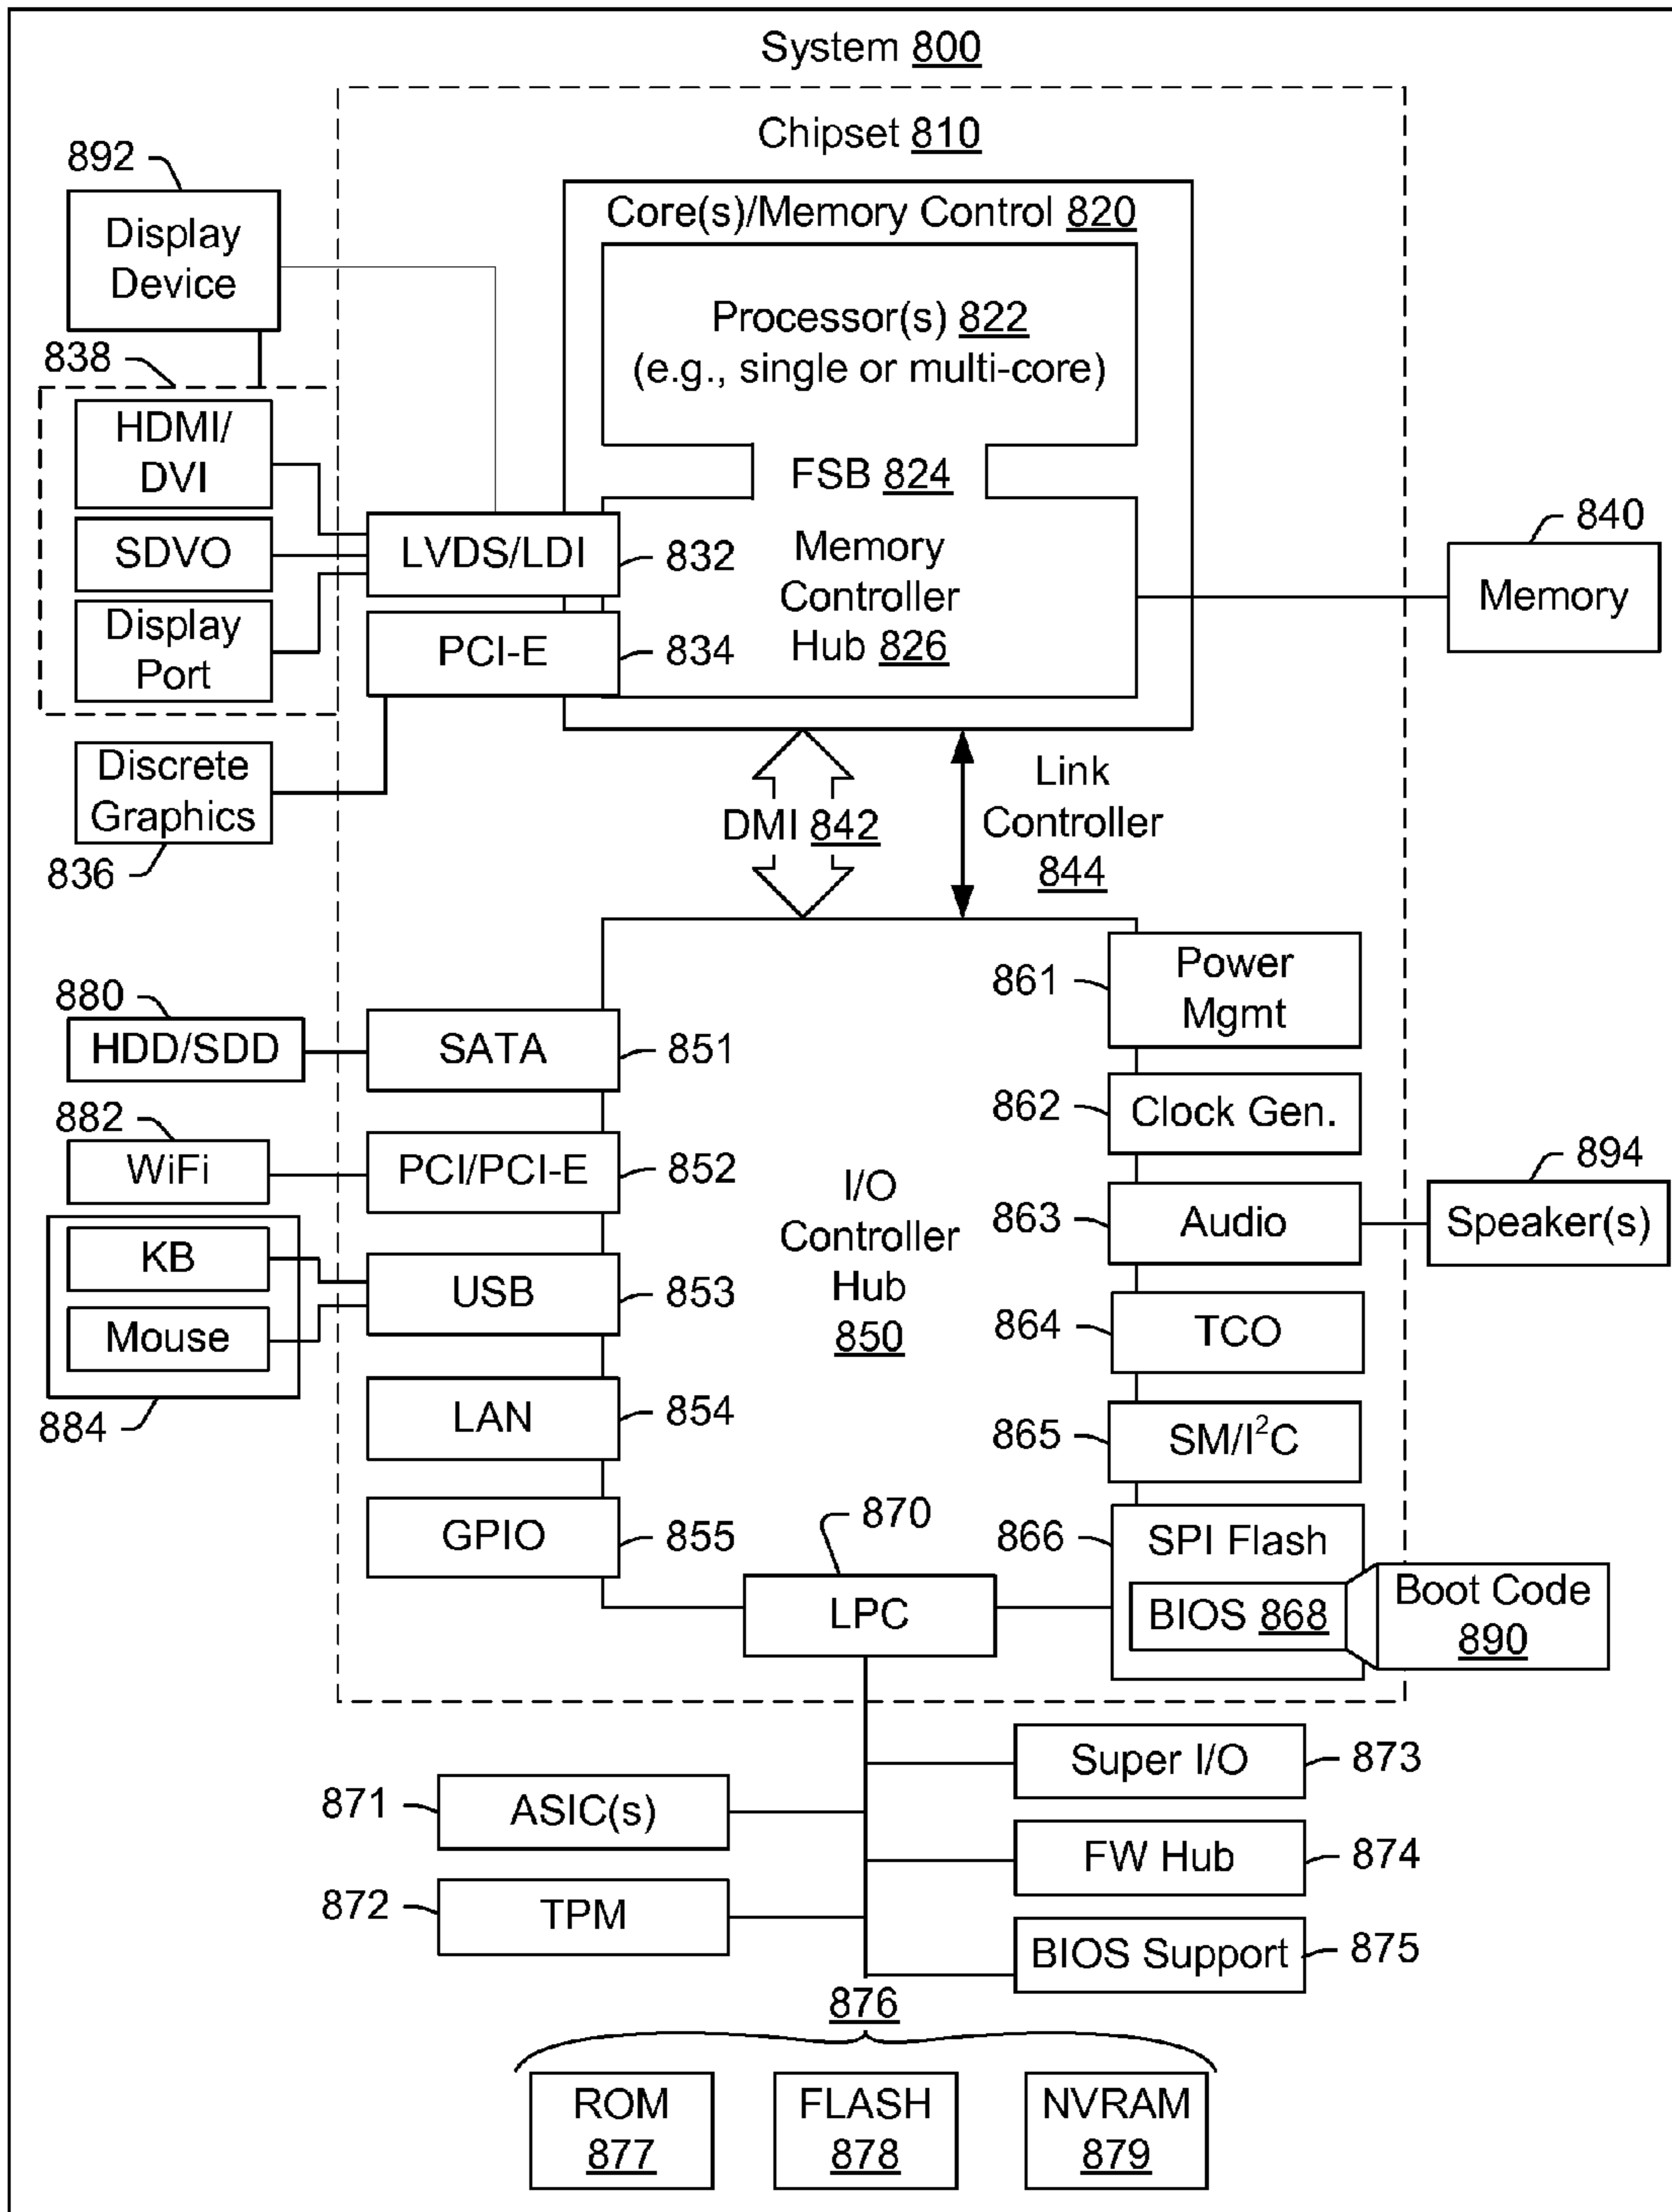 System 800
Chipset 810
892
Display
Device
Core(s)/Memory Control 820
Processor(s) 822
(e.g., single or multi-core)
838
HDMI/
DVI
SDVO
Display
Port
FSB 824
LVDS/LDI
832
PCI-E
834
Memory
Controller
Hub 826
840
Memory
Discrete
Graphics
836
DMI 842
Link
Controller
844
880
HDD/SDD
882
WiFi
KB
Mouse
884
SATA
851
PCI/PCI-E
852
USB
853
LAN
854
GPIO
855
I/O
Controller
Hub
850
861
Power
Mgmt
862
Clock Gen.
863
Audio
894
Speaker(s)
864
TCO
865
SM/I²C
866
SPI Flash
BIOS 868
Boot Code
890
870
LPC
871
ASIC(s)
872
TPM
Super I/O
873
FW Hub
874
BIOS Support
875
876
ROM
877
FLASH
878
NVRAM
879